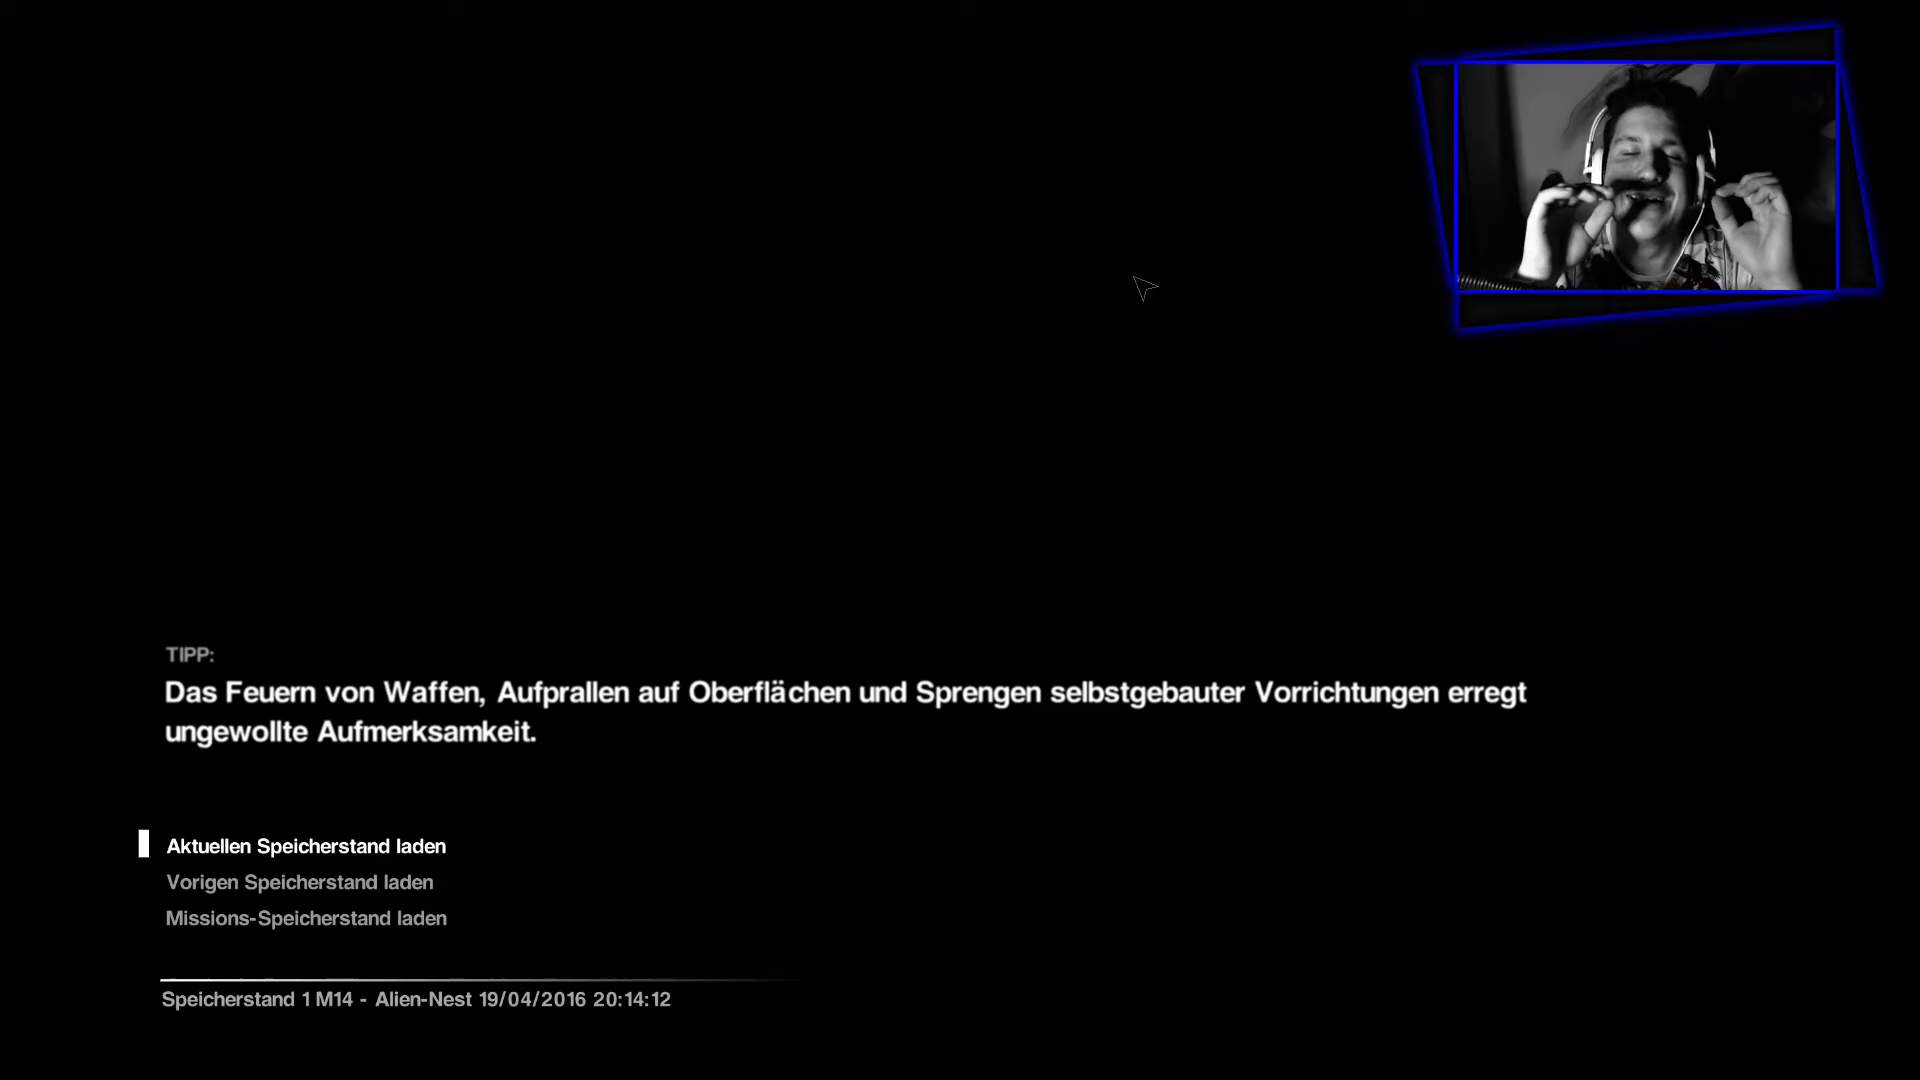 TIPP:
Das Feuern von Waffen, Aufprallen auf Oberflächen und Sprengen selbstgebauter Vorrichtungen erregt
ungewollte Aufmerksamkeit.
Aktuellen Speicherstand laden
Vorigen Speicherstand laden
Missions-Speicherstand laden
Speicherstand 1 M14 - Alien-Nest 19/04/2016 20:14:12